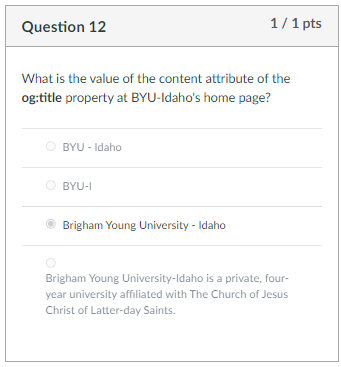 Question 12
1 / 1 pts
What is the value of the content attribute of the
og:title property at BYU-Idaho's home page?
BYU - Idaho
BYU-I
Brigham Young University - Idaho
Brigham Young University-Idaho is a private, four-
year university affiliated with The Church of Jesus
Christ of Latter-day Saints.